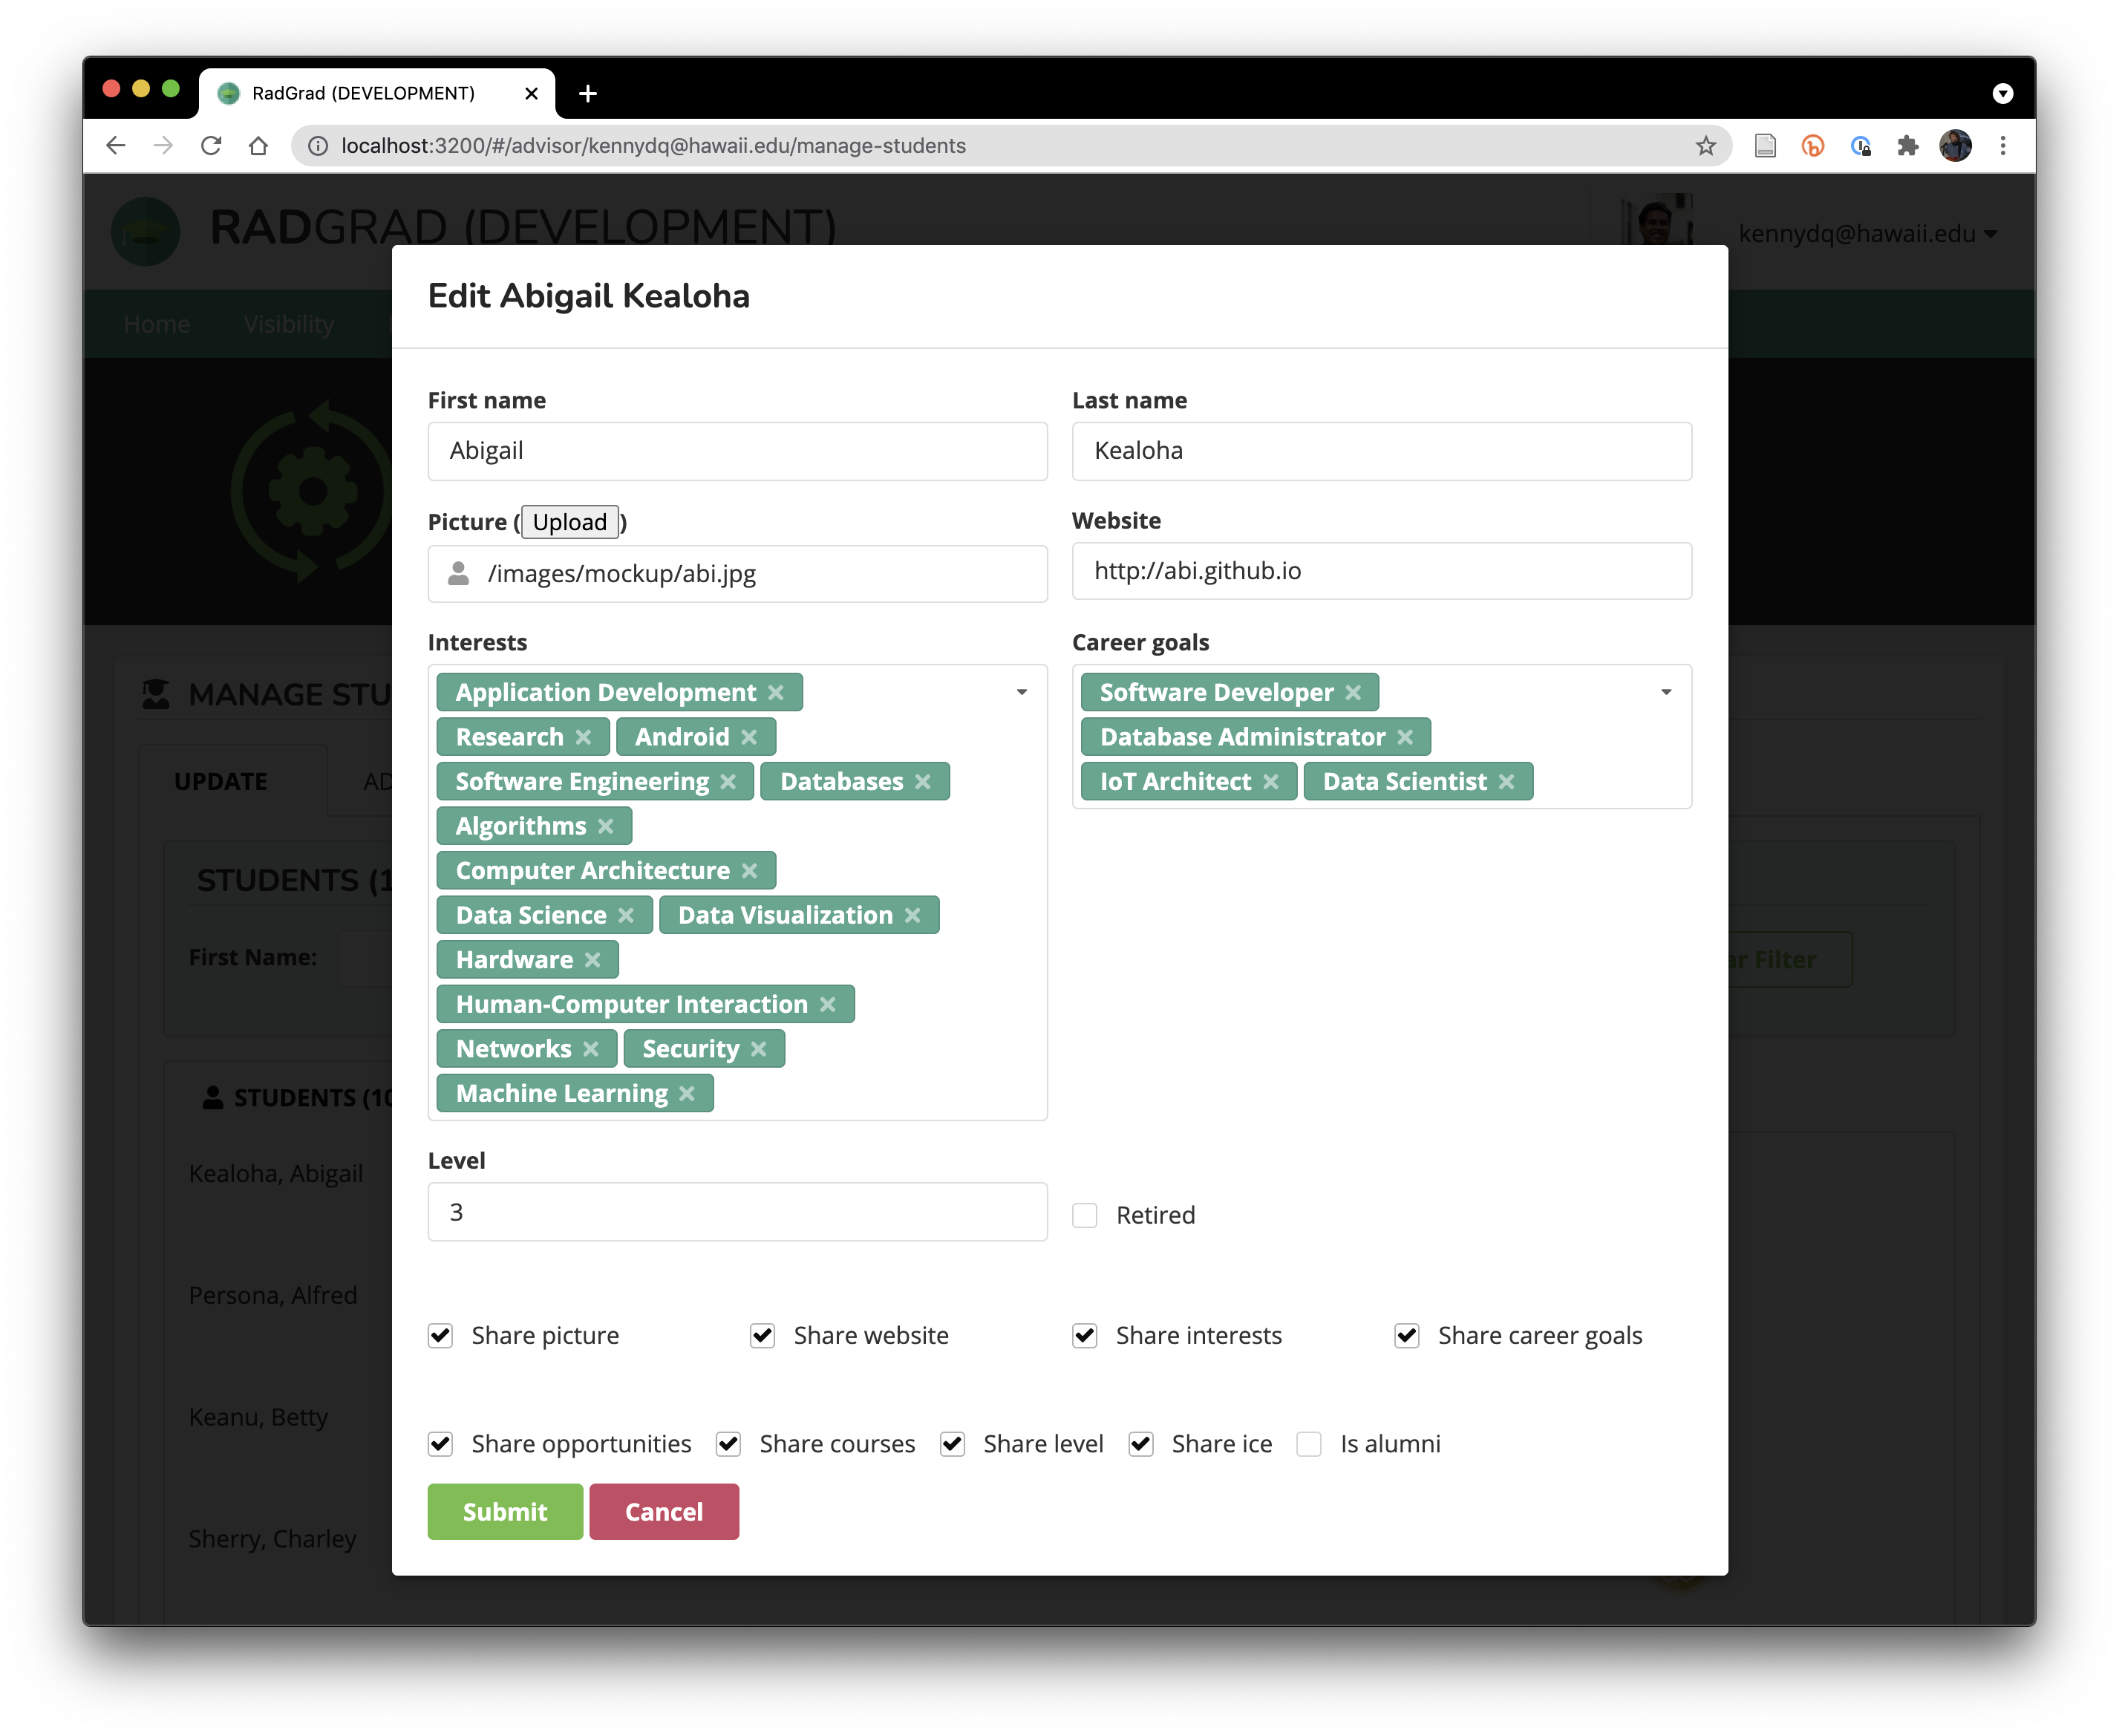 RadGrad (DEVELOPMENT)
localhost:3200/#/advisor/kennydq@hawaii.edu/manage-students
RADGRAD (DEVELOPMENT)
kennydq@hawaii.edu
Home Visibility
Edit Abigail Kealoha
First name Last name
Abigail Kealoha
Picture (Upload) Website
/images/mockup/abi.jpg http://abi.github.io
Interests Career goals
Application Development Software Developer
Research Android Database Administrator
Software Engineering Databases IoT Architect Data Scientist
Algorithms
Computer Architecture
Data Science Data Visualization
Hardware
Human-Computer Interaction
Networks Security
Machine Learning
Level
3 Retired
Share picture Share website Share interests Share career goals
Share opportunities Share courses Share level Share ice Is alumni
Submit Cancel
MANAGE STU
UPDATE AD
STUDENTS (1
First Name: ar Filter
STUDENTS (10
Kealoha, Abigail
Persona, Alfred
Keanu, Betty
Sherry, Charley